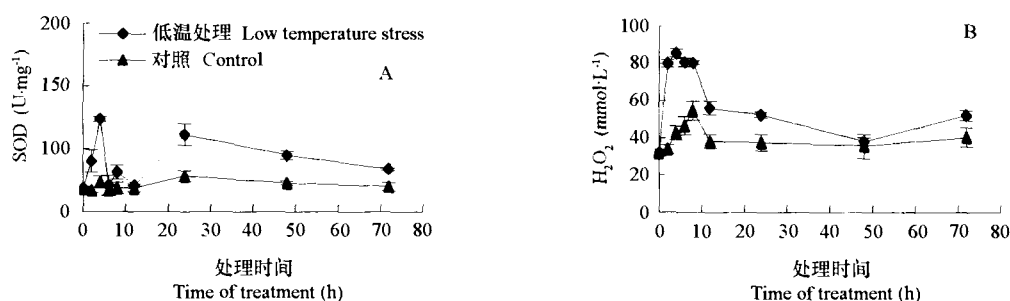 200
150
100
0
SOD (U·mg⁻¹)
低温处理 Low temperature stress
对照 Control
A
0 10 20 30 40 50 60 70 80
处理时间
Time of treatment (h)
100
80
60
40
20
0
H₂O₂ (mmol·L⁻¹)
B
0 10 20 30 40 50 60 70 80
处理时间
Time of treatment (h)